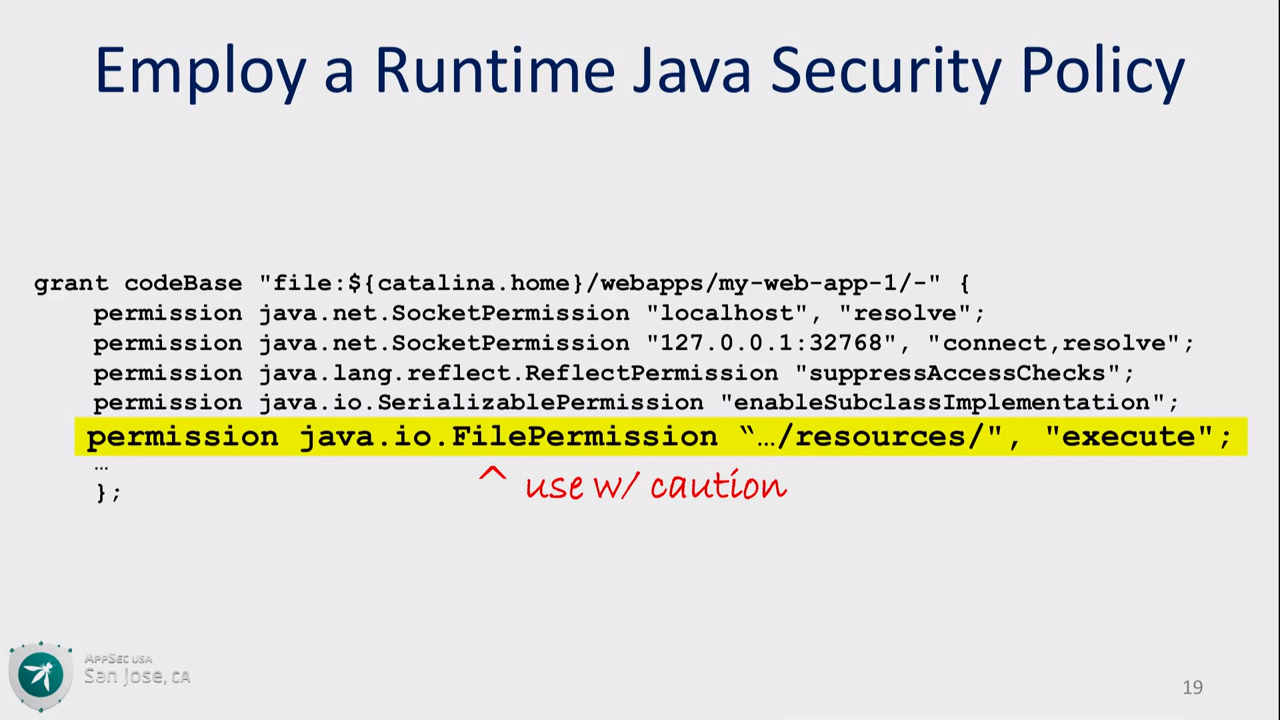 Employ a Runtime Java Security Policy
grant codeBase "file:${catalina.home}/webapps/my-web-app-1/-" {
permission java.net.SocketPermission "localhost", "resolve";
permission java.net.SocketPermission "127.0.0.1:32768", "connect,resolve";
permission java.lang.reflect.ReflectPermission "suppressAccessChecks";
permission java.io.SerializablePermission "enableSubclassImplementation";
permission java.io.FilePermission “…/resources/", "execute";
…
^ use w/ caution
};
AppSec USA
San Jose, CA
19